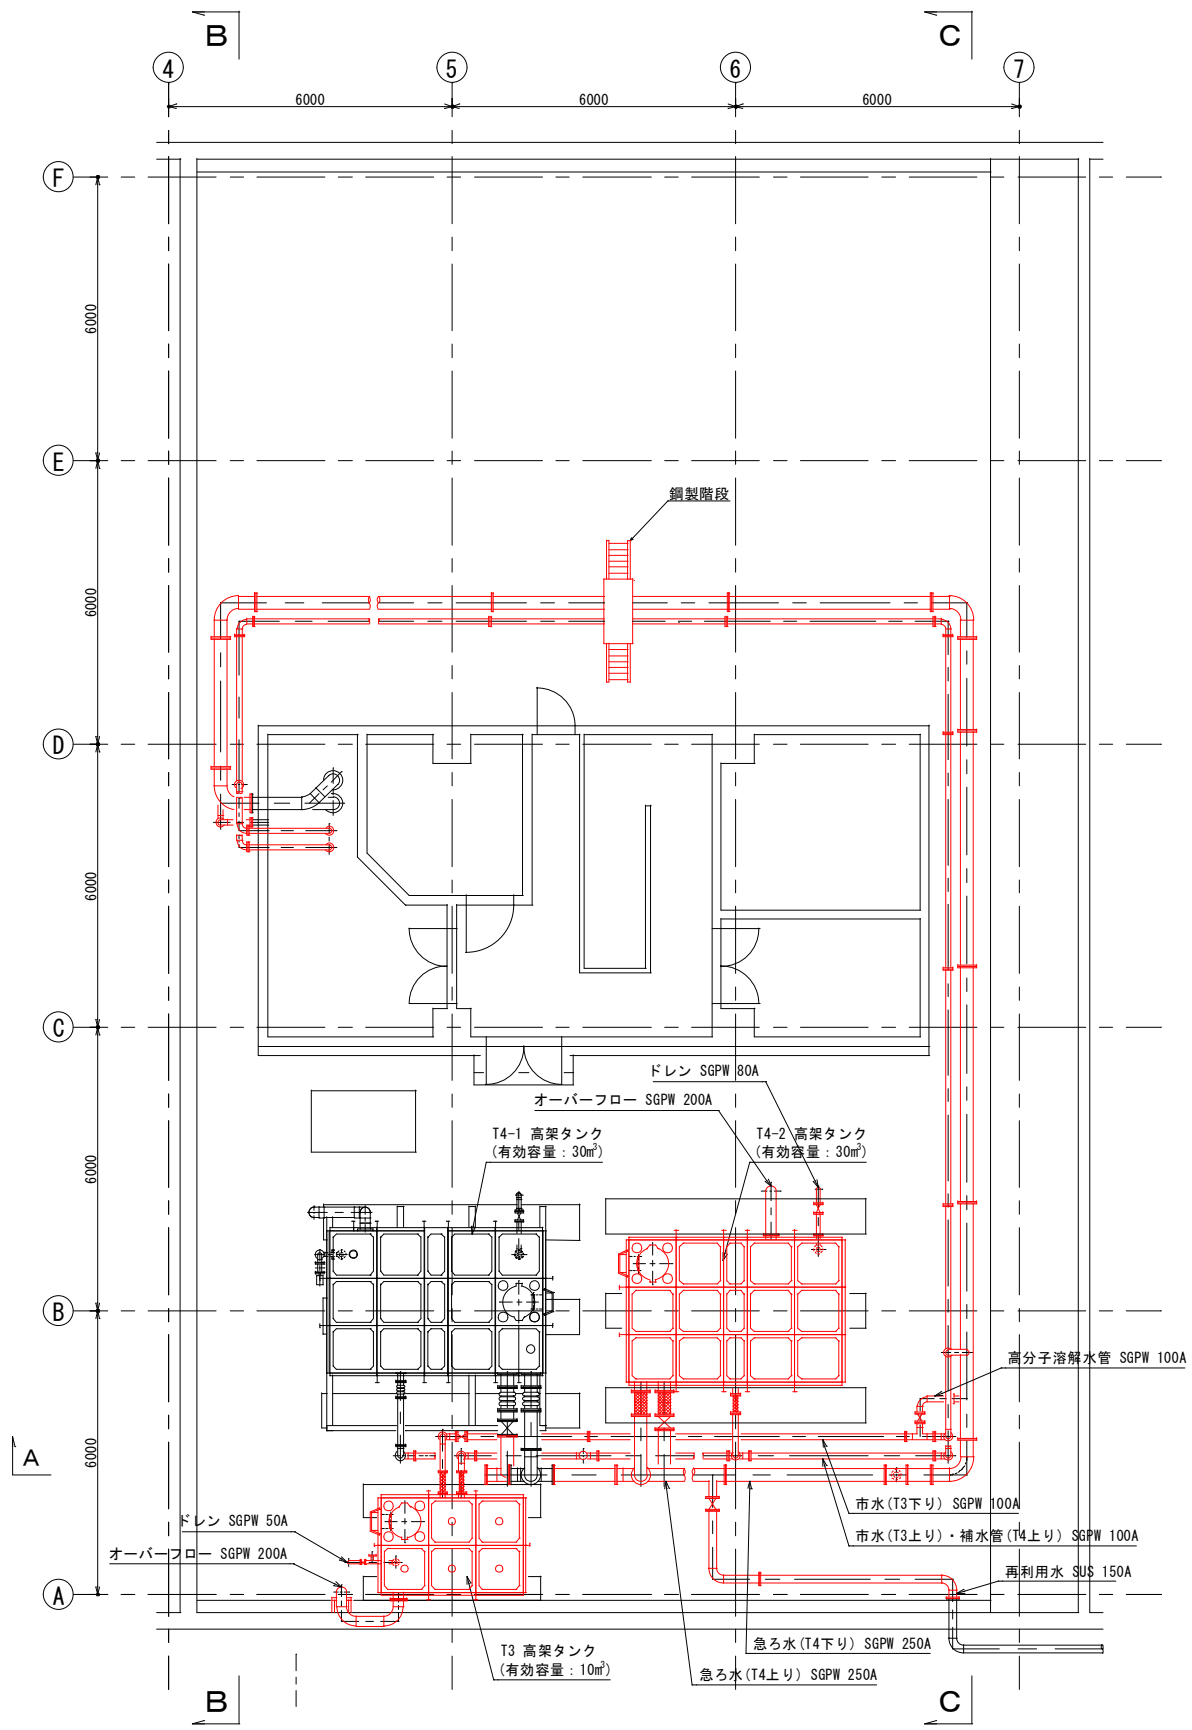 B
C
4
5
6
7
6000
6000
6000
F
6000
E
鋼製階段
6000
D
6000
C
ドレン SGPW 80A
オーバーフロー SGPW 200A
T4-1 高架タンク
(有効容量：30㎥)
T4-2 高架タンク
(有効容量：30㎥)
6000
B
高分子溶解水管 SGPW 100A
A
6000
市水(T3下り) SGPW 100A
ドレン SGPW 50A
市水(T3上り)・補水管(T4上り) SGPW 100A
オーバーフロー SGPW 200A
再利用水 SUS 150A
A
T3 高架タンク
(有効容量：10㎥)
急ろ水(T4下り) SGPW 250A
急ろ水(T4上り) SGPW 250A
B
C